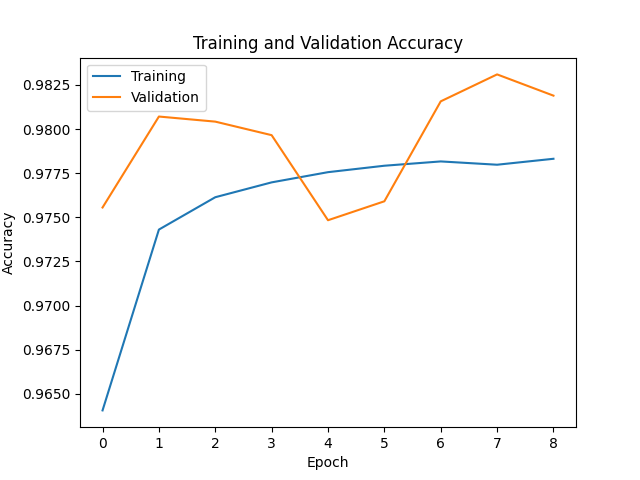 Training and Validation Accuracy
Training
Validation
0.9825
0.9800
0.9775
0.9750
0.9725
0.9700
0.9675
0.9650
Accuracy
0 1 2 3 4 5 6 7 8
Epoch